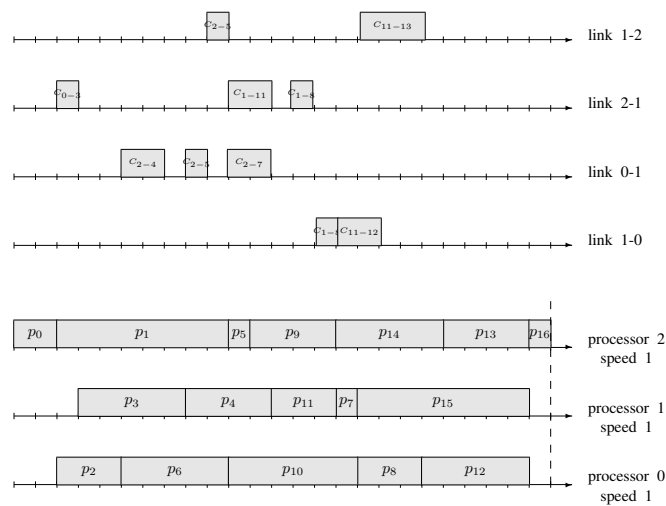 C₂₋₅ C₁₁₋₁₃
link 1-2
C₀₋₃ C₁₋₁₁ C₁₋₈
link 2-1
C₂₋₄ C₂₋₅ C₂₋₇
link 0-1
C₁₁₋₁₂
link 1-0
p₀ p₁ p₅ p₉ p₁₄ p₁₃ p₁₆
processor 2
speed 1
p₃ p₄ p₁₁ p₇ p₁₅
processor 1
speed 1
p₂ p₆ p₁₀ p₈ p₁₂
processor 0
speed 1